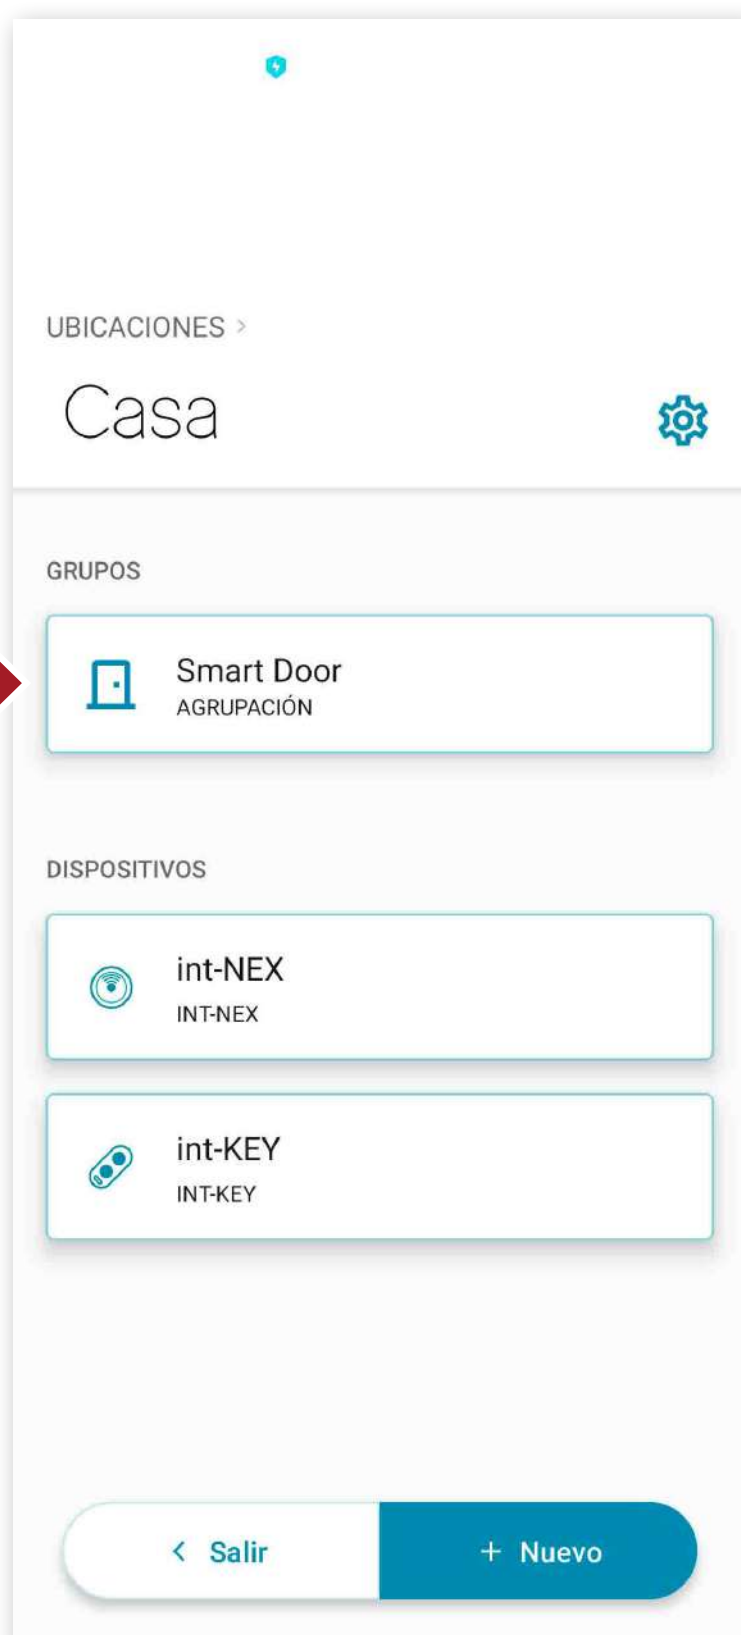 UBICACIONES >
Casa
GRUPOS
Smart Door
AGRUPACIÓN
DISPOSITIVOS
int-NEX
INT-NEX
int-KEY
INT-KEY
< Salir
+ Nuevo